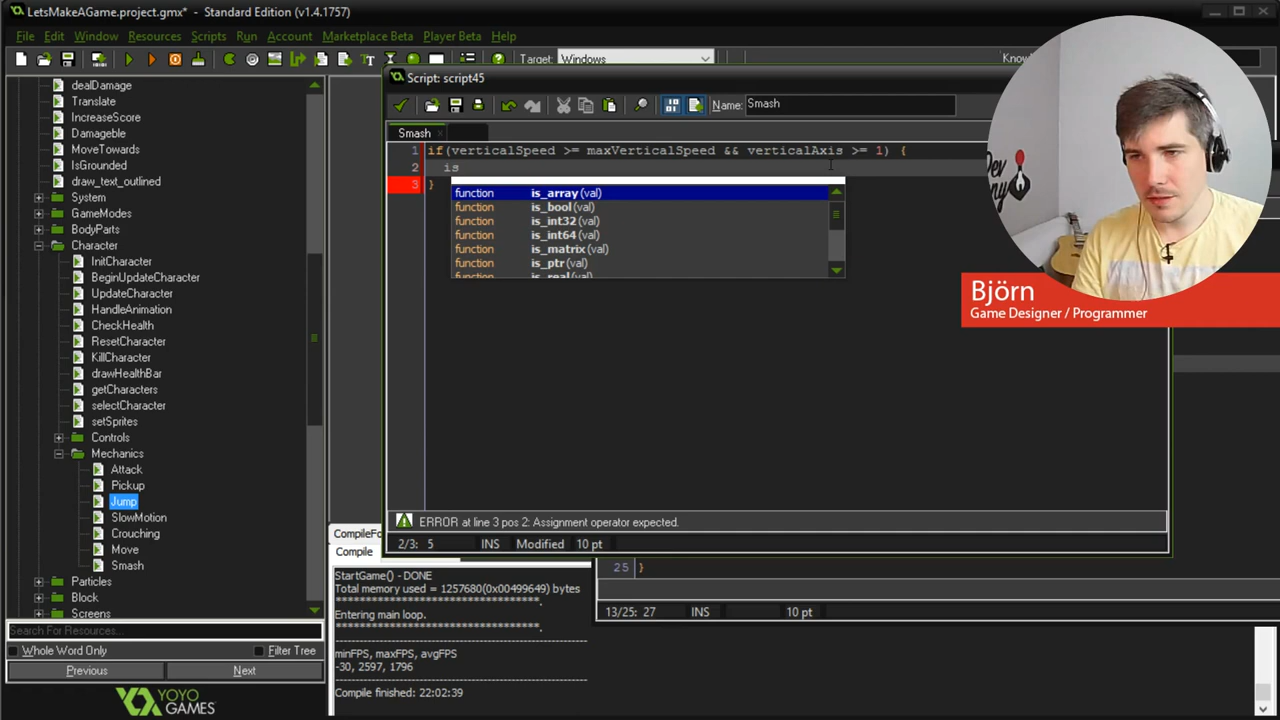 LetsMakeAGame.project.gmx* - Standard Edition (v1.4.1757)
File Edit Window Resources Scripts Run Account Marketplace Beta Player Beta Help
Target: Windows
Script: script45
Name: Smash
Smash
1 if(verticalSpeed >= maxVerticalSpeed && verticalAxis >= 1) {
2 is
3 }
function is_array(val)
function is_bool(val)
function is_int32(val)
function is_int64(val)
function is_matrix(val)
function is_ptr(val)
function is_real(val)
ERROR at line 3 pos 2: Assignment operator expected.
2/3: 5 INS Modified 10 pt
dealDamage
Translate
IncreaseScore
Damageble
MoveTowards
IsGrounded
draw_text_outlined
System
GameModes
BodyParts
Character
InitCharacter
BeginUpdateCharacter
UpdateCharacter
HandleAnimation
CheckHealth
ResetCharacter
KillCharacter
drawHealthBar
getCharacters
selectCharacter
setSprites
Controls
Mechanics
Attack
Pickup
Jump
SlowMotion
Crouching
Move
Smash
Particles
Block
Screens
Search For Resources...
Whole Word Only Filter Tree
Previous Next
YOYO
GAMES
Compile
StartGame() - DONE
Total memory used = 1257680(0x00499649) bytes
Entering main loop.
minFPS, maxFPS, avgFPS
-30, 2597, 1796
Compile finished: 22:02:39
25 }
13/25: 27 INS 10 pt
Björn
Game Designer / Programmer